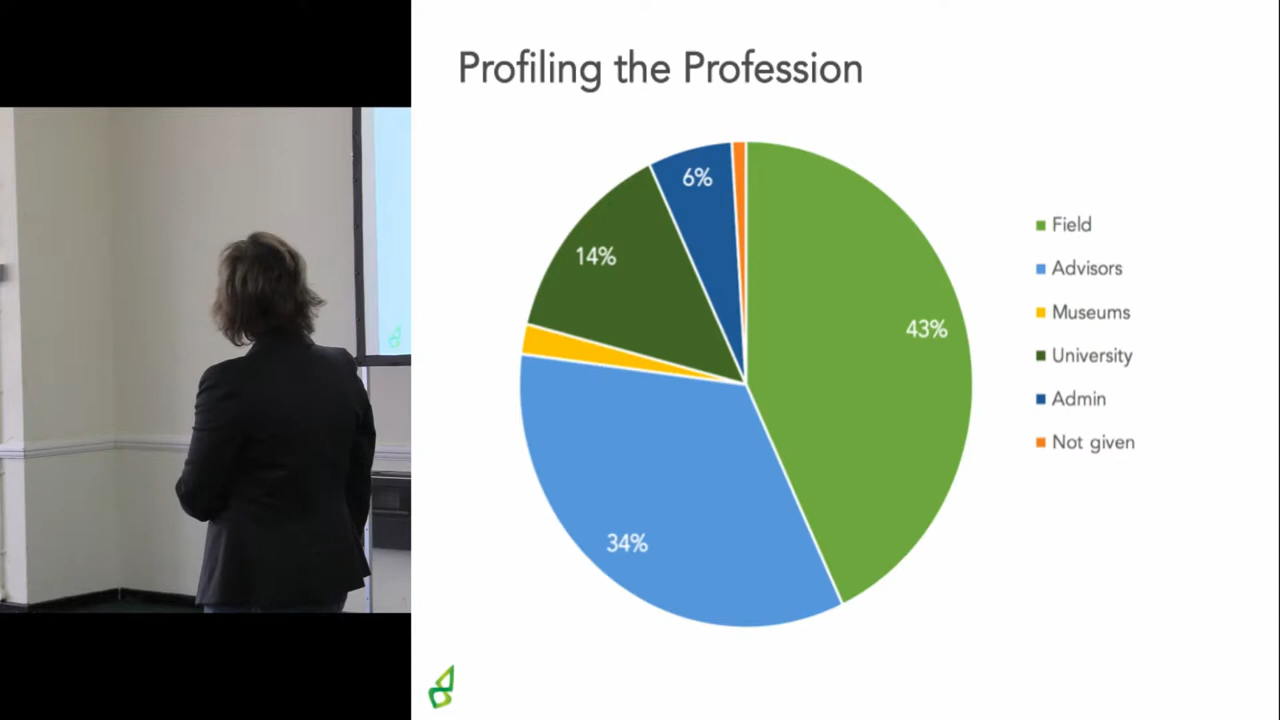 Profiling the Profession
6%
14%
43%
34%
Field
Advisors
Museums
University
Admin
Not given